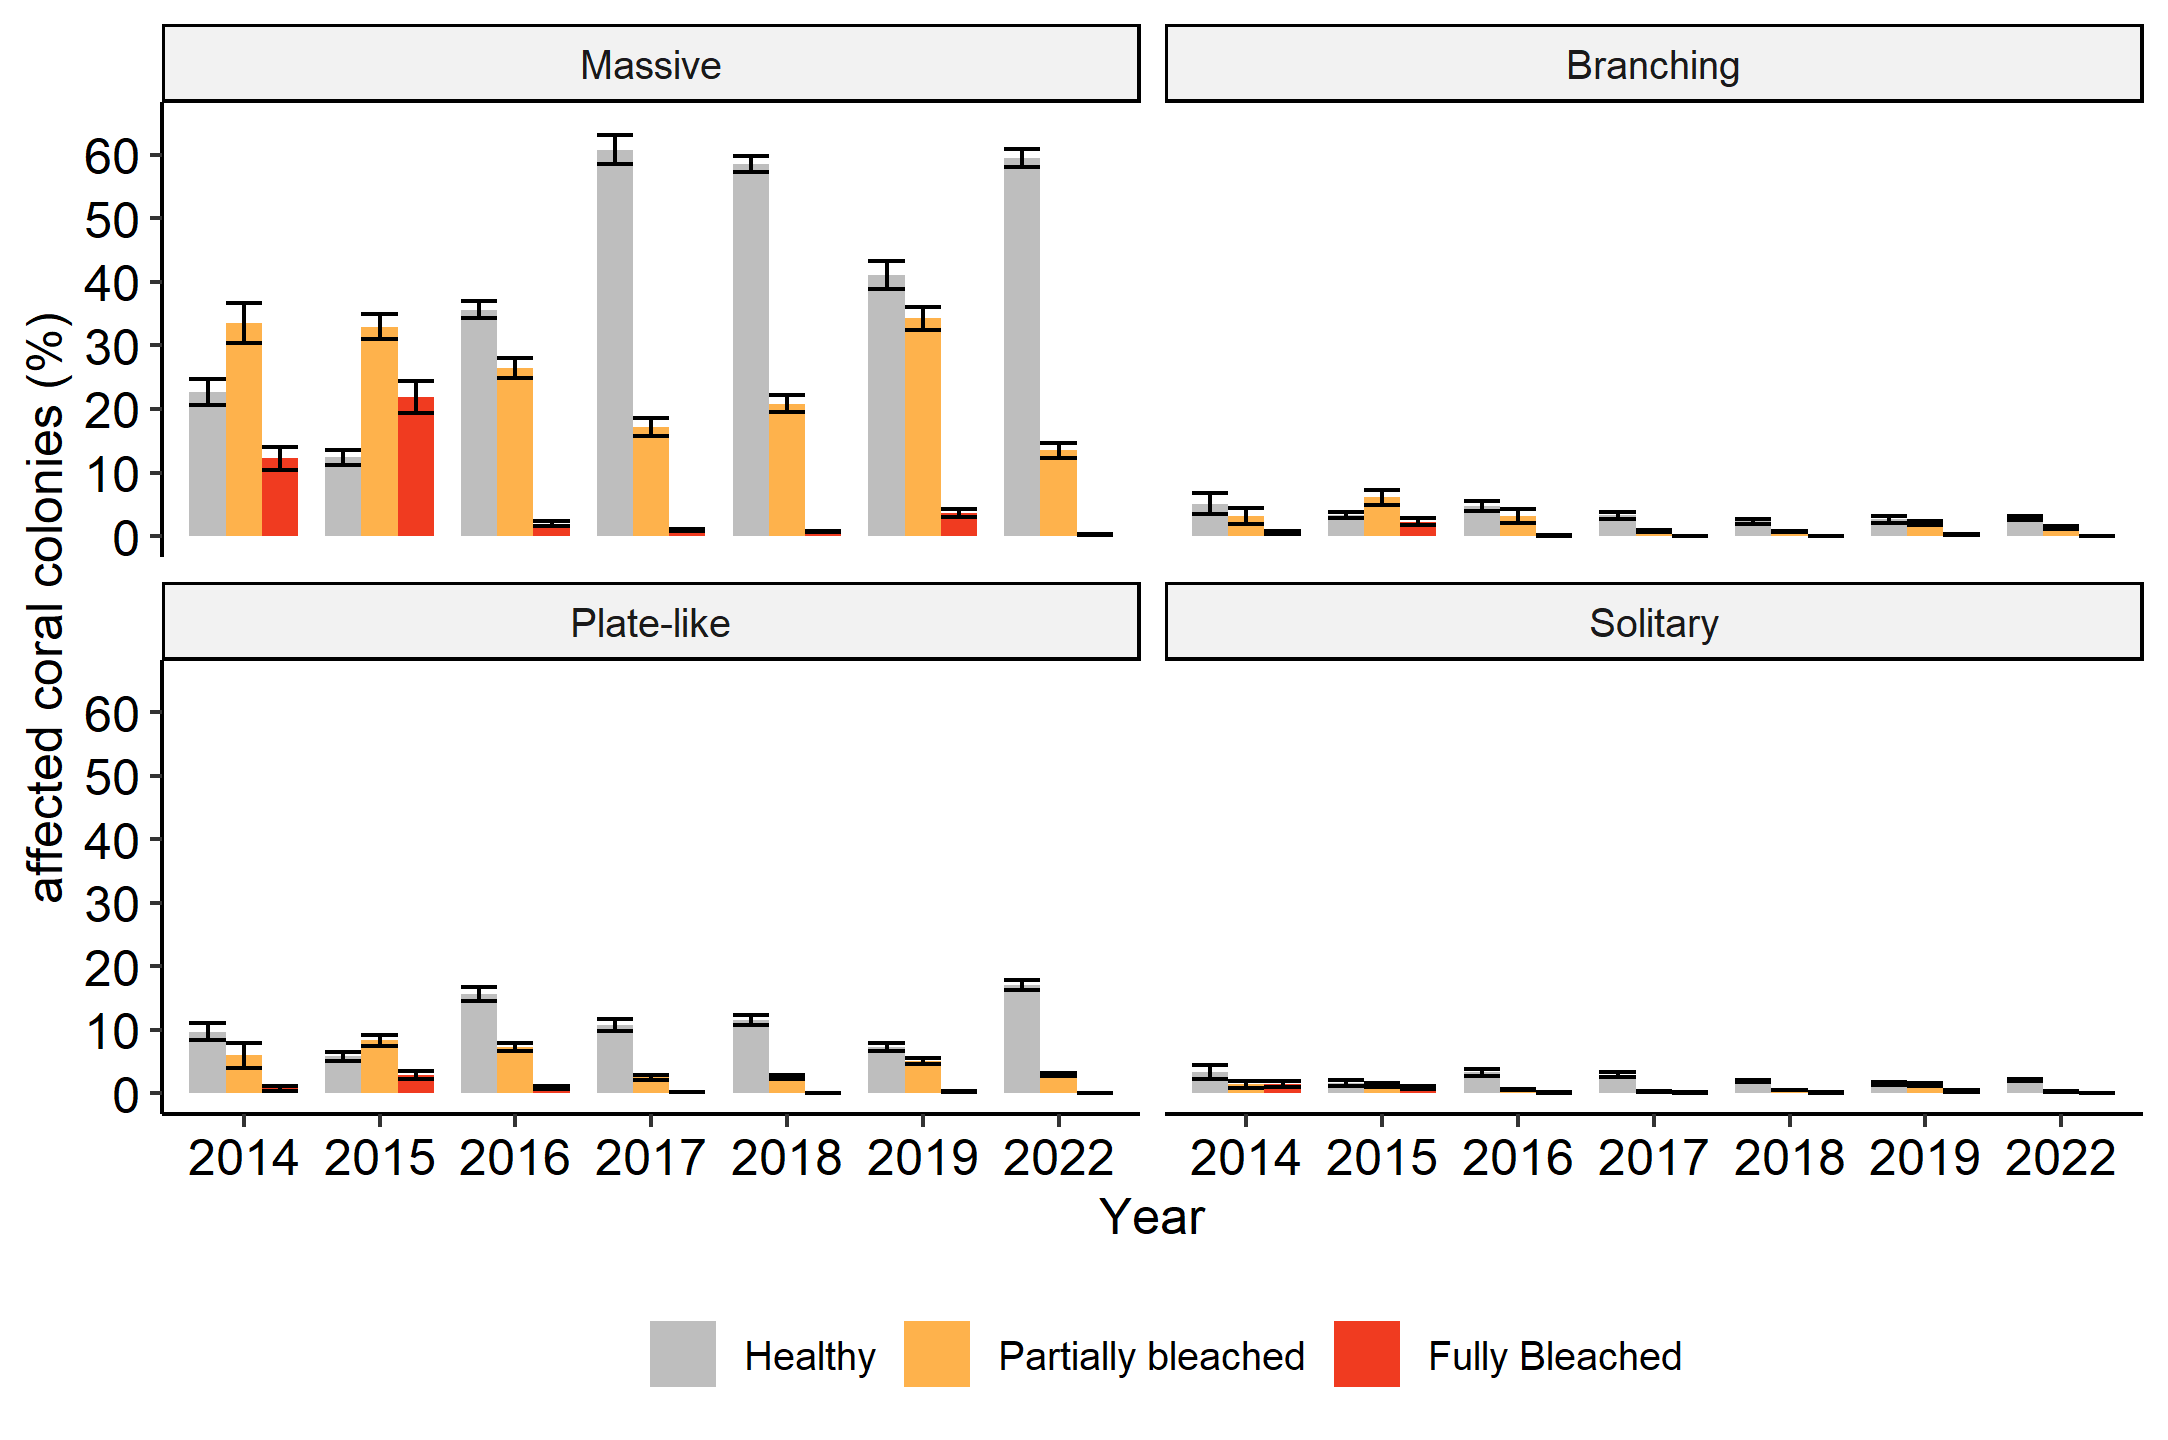 Massive
Branching
60
50
40
30
20
10
0
Plate-like
Solitary
60
50
40
30
20
10
0
affected coral colonies (%)
2014 2015 2016 2017 2018 2019 2022
2014 2015 2016 2017 2018 2019 2022
Year
Healthy
Partially bleached
Fully Bleached